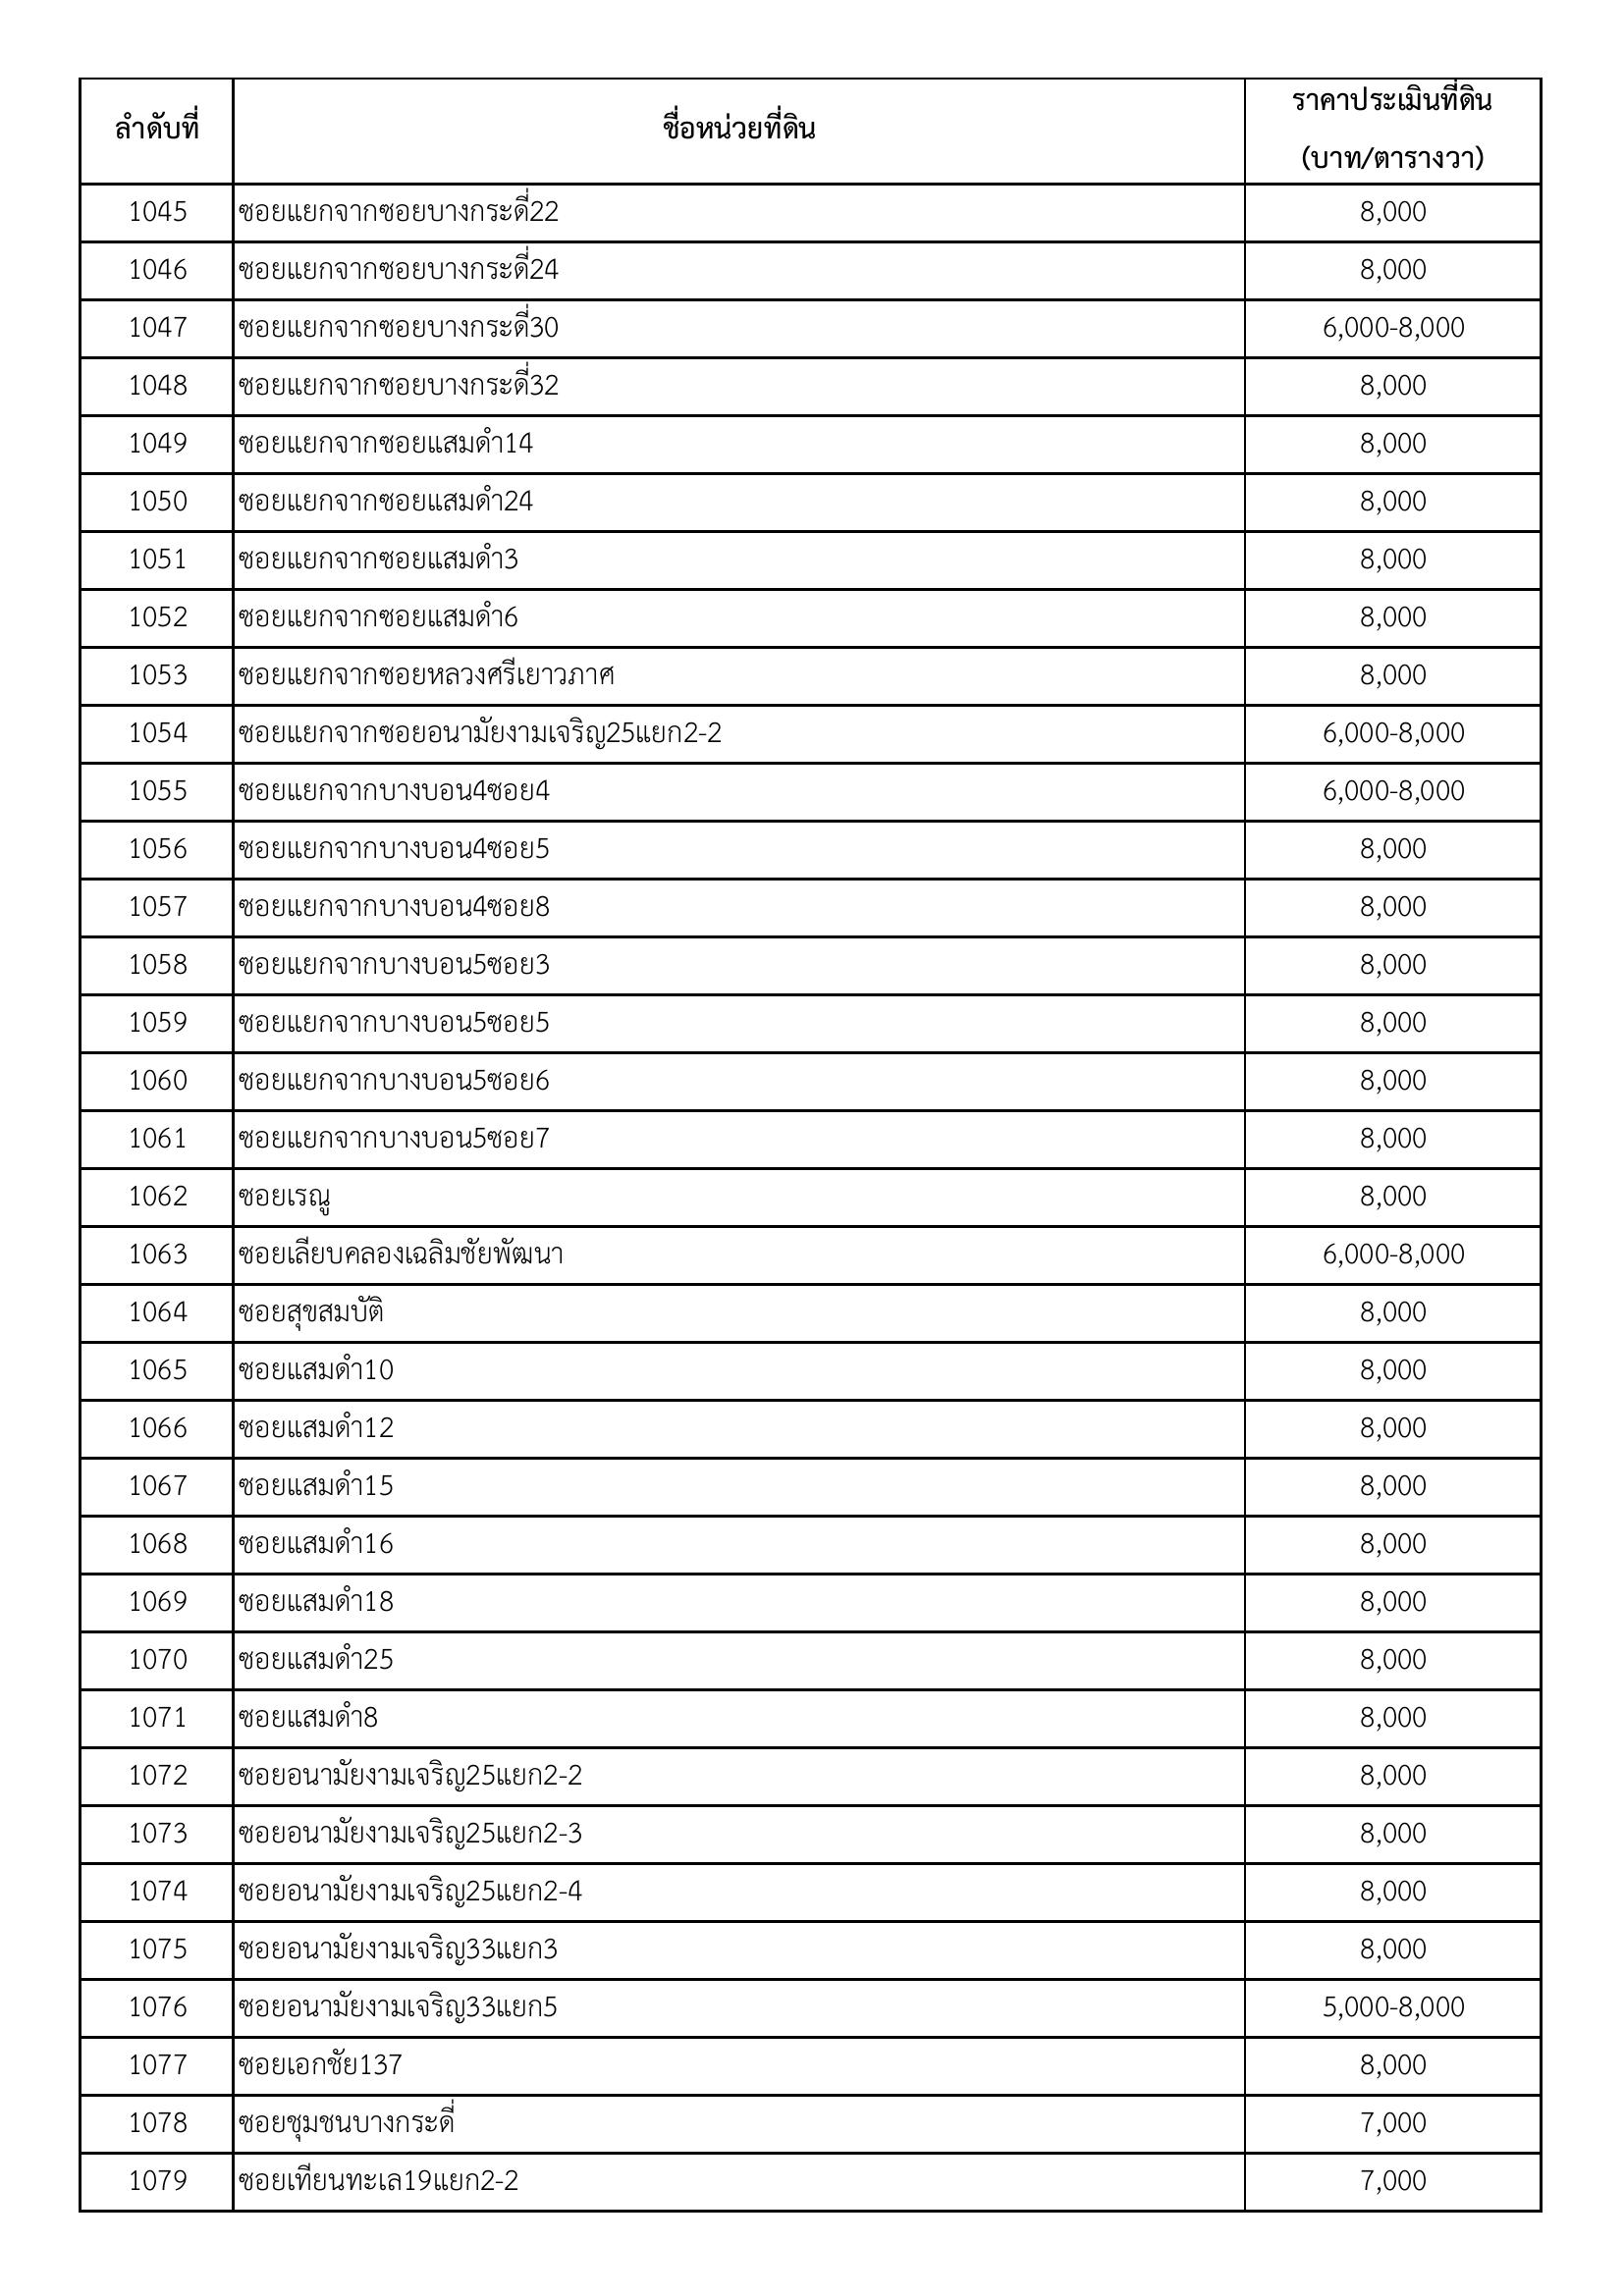 ลำดับที่ ชื่อหน่วยที่ดิน ราคาประเมินที่ดิน
(บาท/ตารางวา)
1045 ซอยแยกจากซอยบางกระดี่22 8,000
1046 ซอยแยกจากซอยบางกระดี่24 8,000
1047 ซอยแยกจากซอยบางกระดี่30 6,000-8,000
1048 ซอยแยกจากซอยบางกระดี่32 8,000
1049 ซอยแยกจากซอยแสมดำ14 8,000
1050 ซอยแยกจากซอยแสมดำ24 8,000
1051 ซอยแยกจากซอยแสมดำ3 8,000
1052 ซอยแยกจากซอยแสมดำ6 8,000
1053 ซอยแยกจากซอยหลวงศรีเยาวภาศ 8,000
1054 ซอยแยกจากซอยอนามัยงามเจริญ25แยก2-2 6,000-8,000
1055 ซอยแยกจากบางบอน4ซอย4 6,000-8,000
1056 ซอยแยกจากบางบอน4ซอย5 8,000
1057 ซอยแยกจากบางบอน4ซอย8 8,000
1058 ซอยแยกจากบางบอน5ซอย3 8,000
1059 ซอยแยกจากบางบอน5ซอย5 8,000
1060 ซอยแยกจากบางบอน5ซอย6 8,000
1061 ซอยแยกจากบางบอน5ซอย7 8,000
1062 ซอยเรณู 8,000
1063 ซอยเลียบคลองเฉลิมชัยพัฒนา 6,000-8,000
1064 ซอยสุขสมบัติ 8,000
1065 ซอยแสมดำ10 8,000
1066 ซอยแสมดำ12 8,000
1067 ซอยแสมดำ15 8,000
1068 ซอยแสมดำ16 8,000
1069 ซอยแสมดำ18 8,000
1070 ซอยแสมดำ25 8,000
1071 ซอยแสมดำ8 8,000
1072 ซอยอนามัยงามเจริญ25แยก2-2 8,000
1073 ซอยอนามัยงามเจริญ25แยก2-3 8,000
1074 ซอยอนามัยงามเจริญ25แยก2-4 8,000
1075 ซอยอนามัยงามเจริญ33แยก3 8,000
1076 ซอยอนามัยงามเจริญ33แยก5 5,000-8,000
1077 ซอยเอกชัย137 8,000
1078 ซอยชุมชนบางกระดี่ 7,000
1079 ซอยเทียนทะเล19แยก2-2 7,000